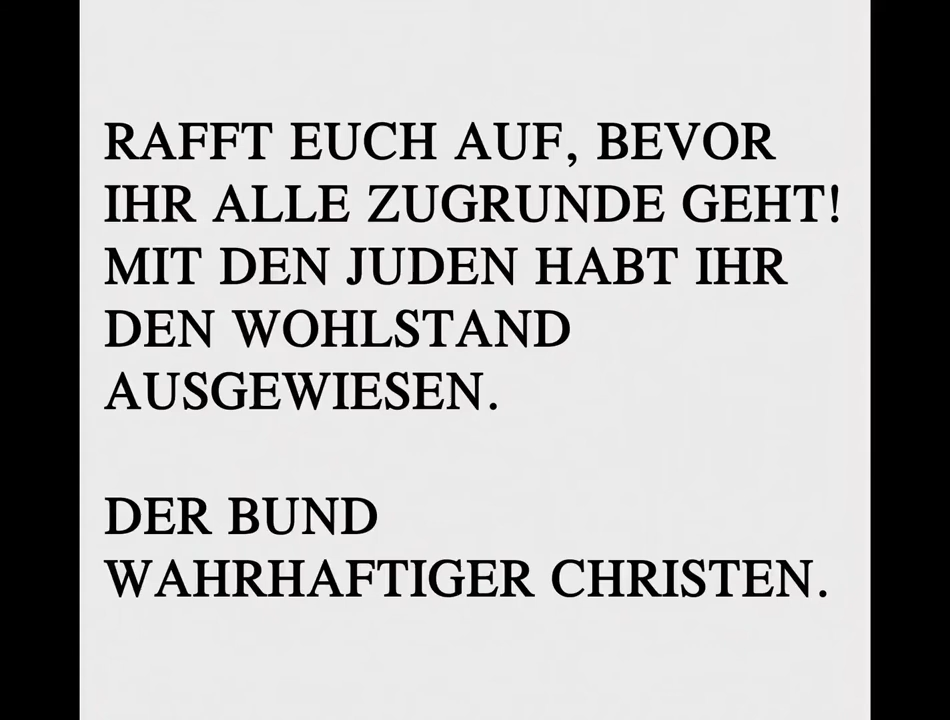 RAFFT EUCH AUF, BEVOR
IHR ALLE ZUGRUNDE GEHT!
MIT DEN JUDEN HABT IHR
DEN WOHLSTAND
AUSGEWIESEN.
DER BUND
WAHRHAFTIGER CHRISTEN.